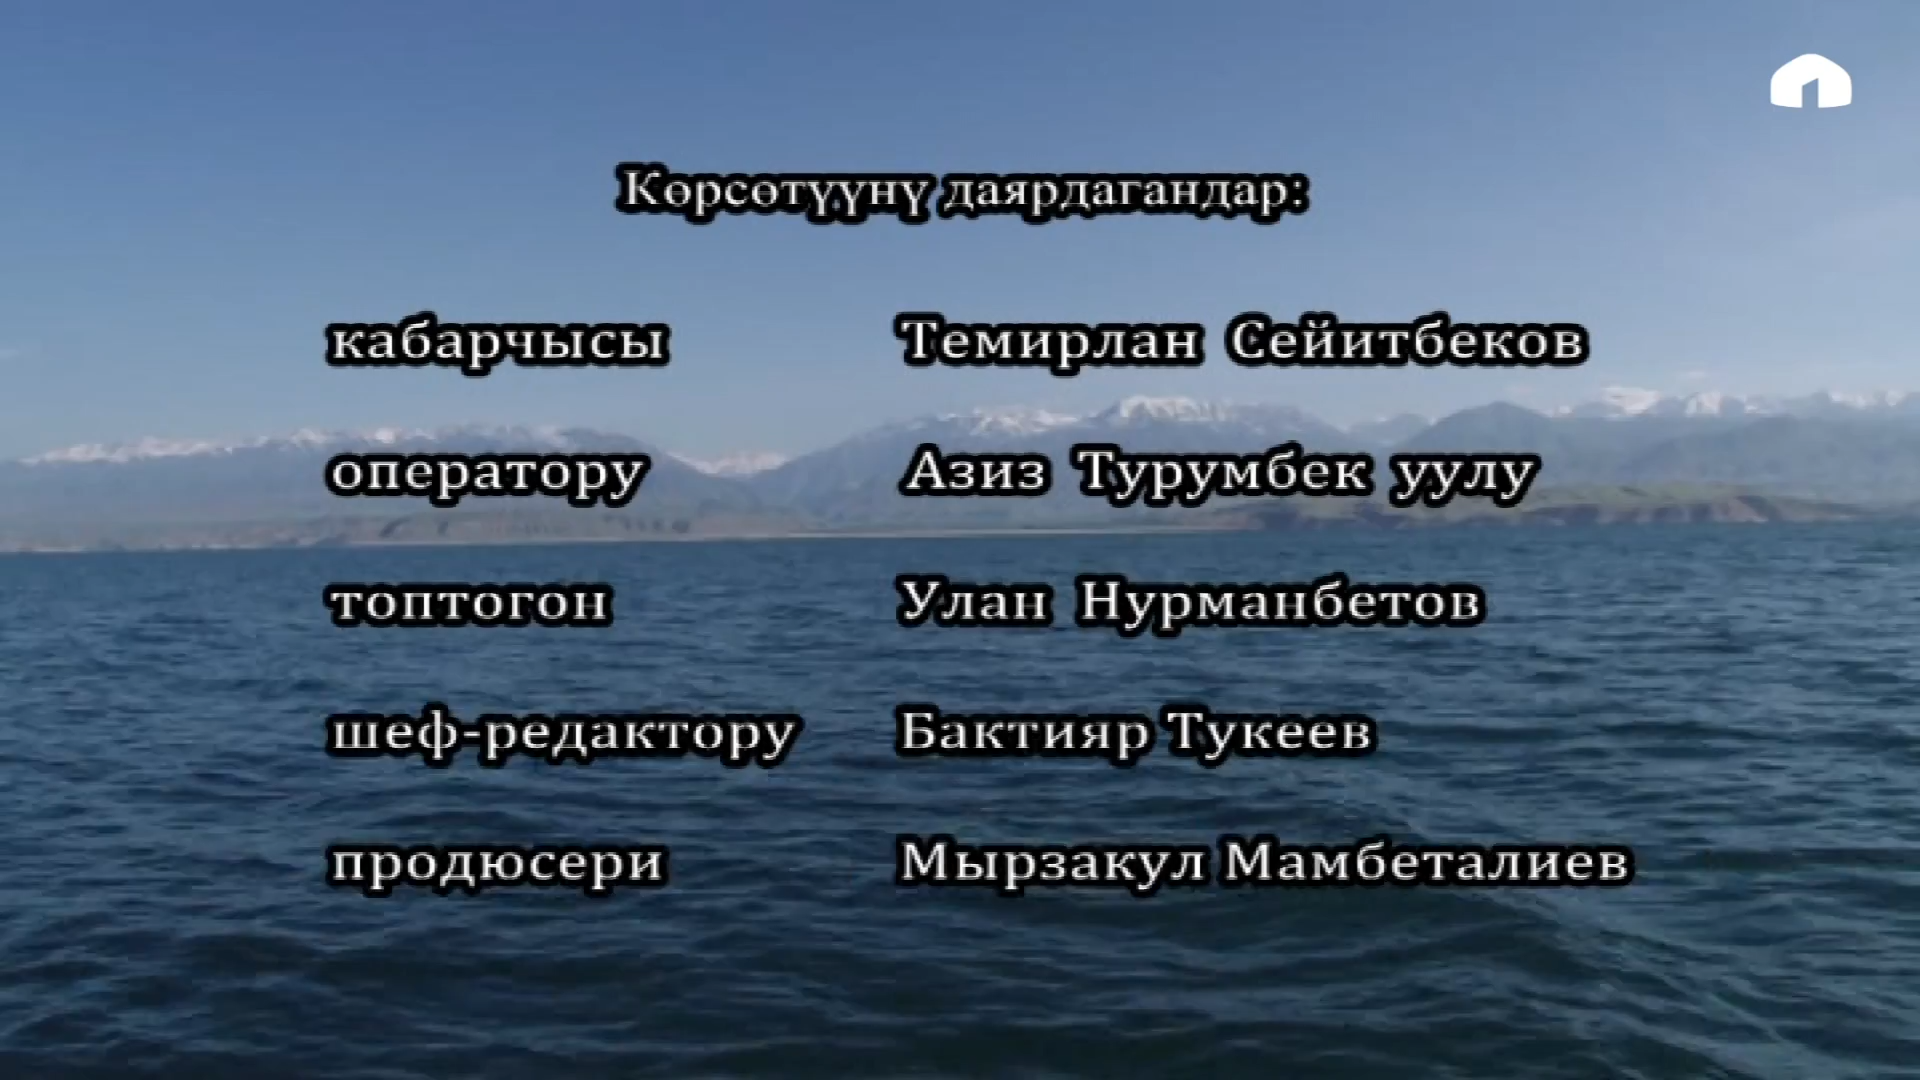 Көрсөтүүнү даярдагандар:
кабарчысы Темирлан Сейитбеков
оператору Азиз Турумбек уулу
топтогон Улан Нурманбетов
шеф-редактору Бактияр Тукеев
продюсери Мырзакул Мамбеталиев